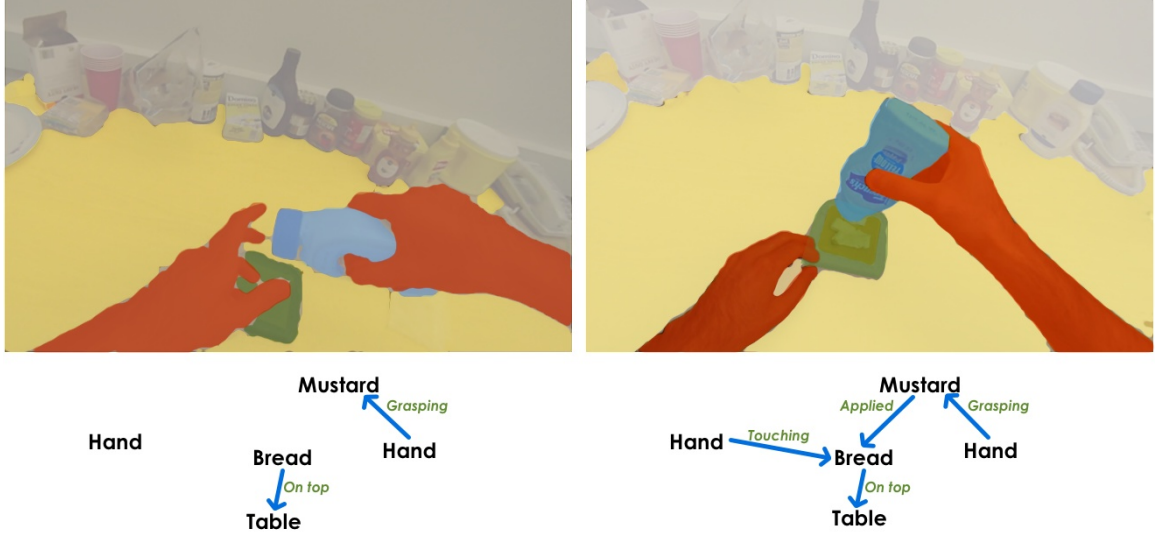 Mustard
Grasping
Hand
Hand
Bread
On top
Table
Mustard
Applied
Grasping
Hand
Touching
Hand
Bread
On top
Table